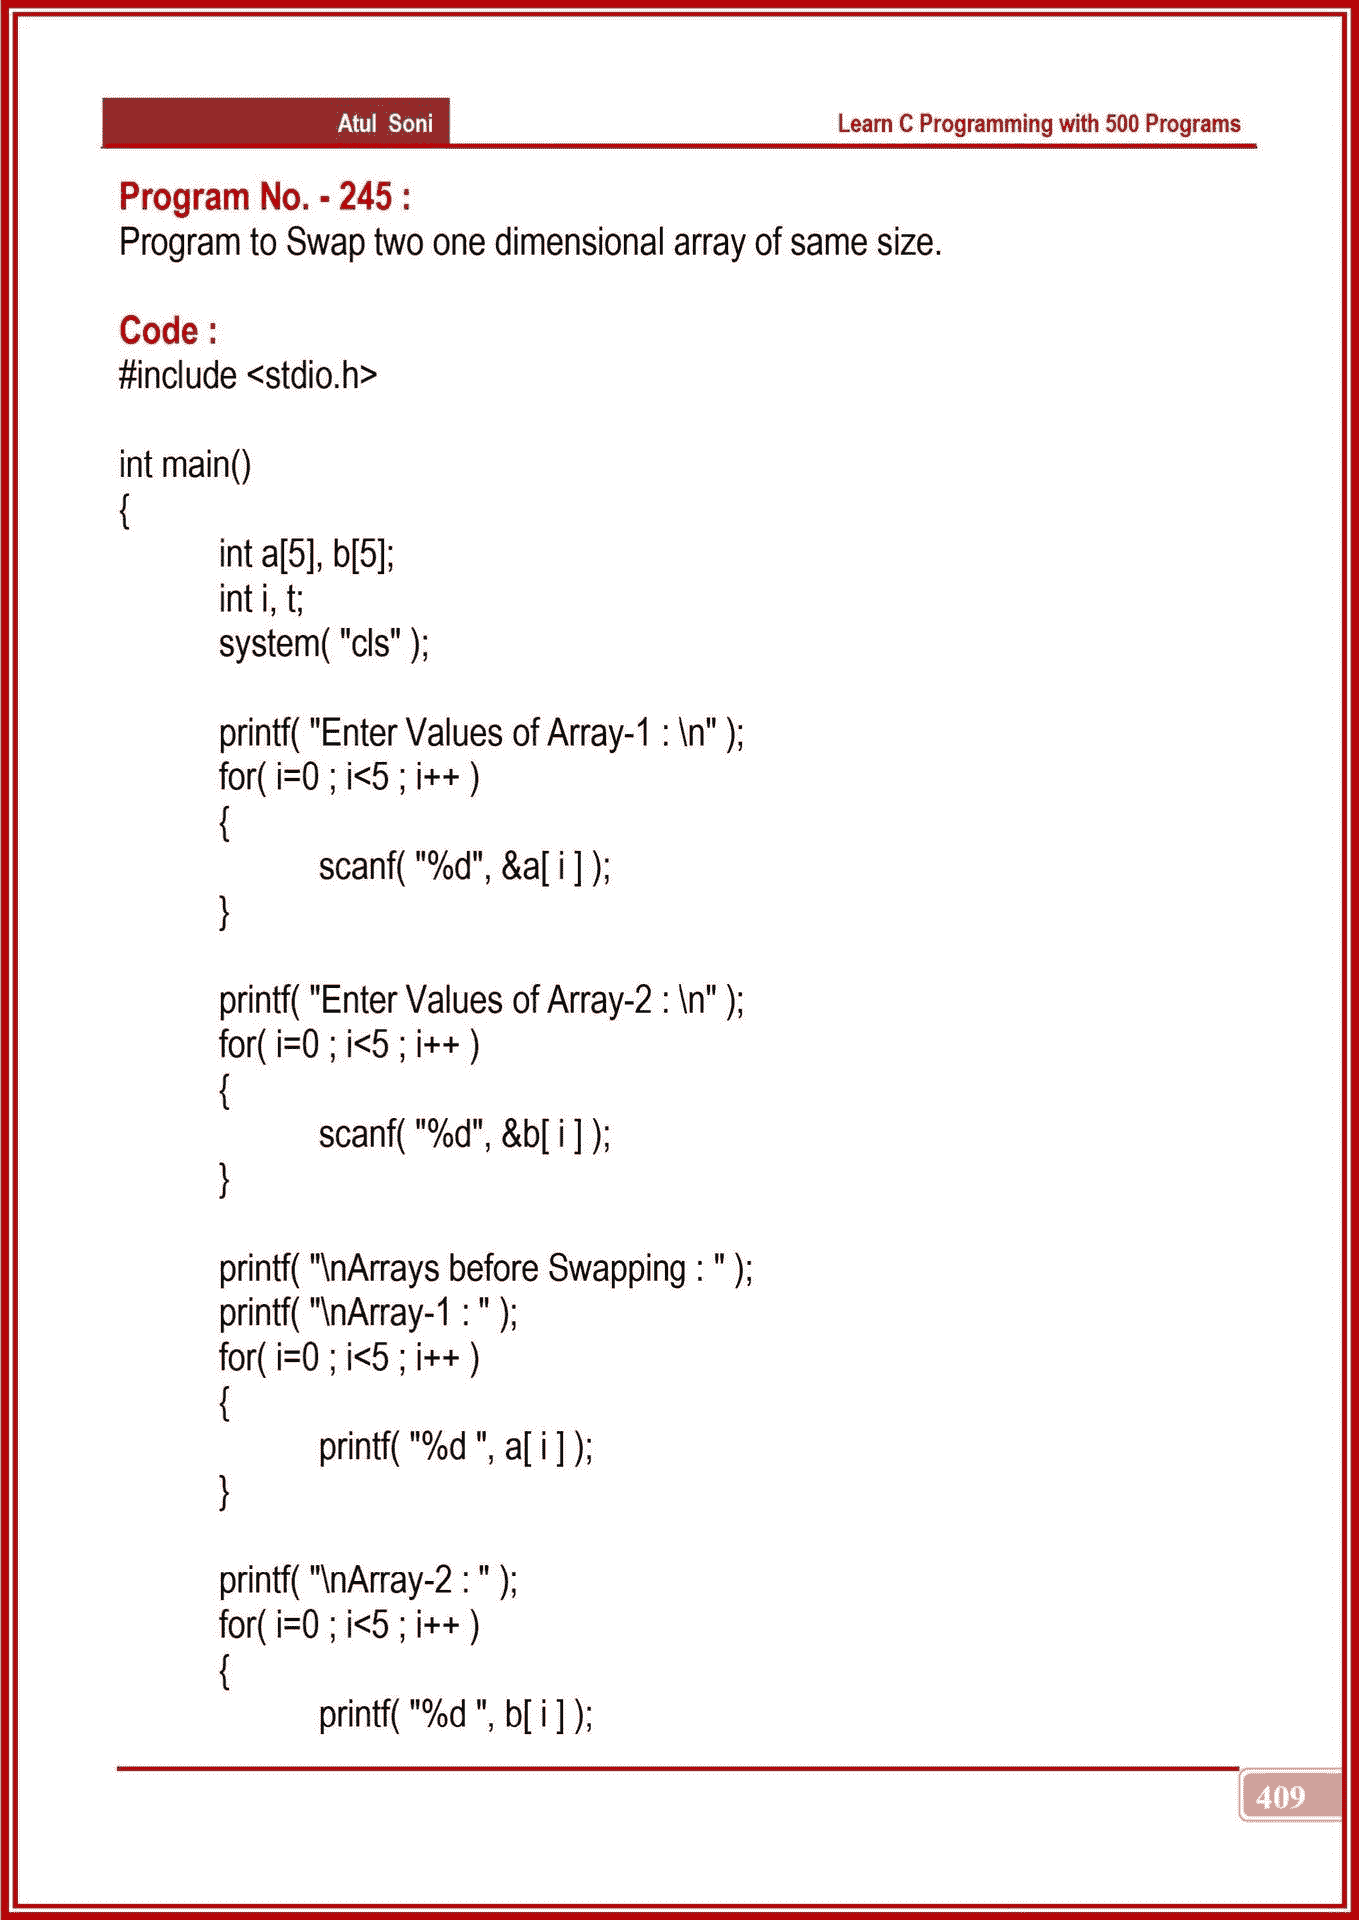 Atul Soni
Learn C Programming with 500 Programs
Program No. - 245 :
Program to Swap two one dimensional array of same size.
Code :
#include <stdio.h>
int main()
{
int a[5], b[5];
int i, t;
system( "cls" );
printf( "Enter Values of Array-1 : \n" );
for( i=0 ; i<5 ; i++ )
{
scanf( "%d", &a[ i ] );
}
printf( "Enter Values of Array-2 : \n" );
for( i=0 ; i<5 ; i++ )
{
scanf( "%d", &b[ i ] );
}
printf( "\nArrays before Swapping : " );
printf( "\nArray-1 : " );
for( i=0 ; i<5 ; i++ )
{
printf( "%d ", a[ i ] );
}
printf( "\nArray-2 : " );
for( i=0 ; i<5 ; i++ )
{
printf( "%d ", b[ i ] );
409